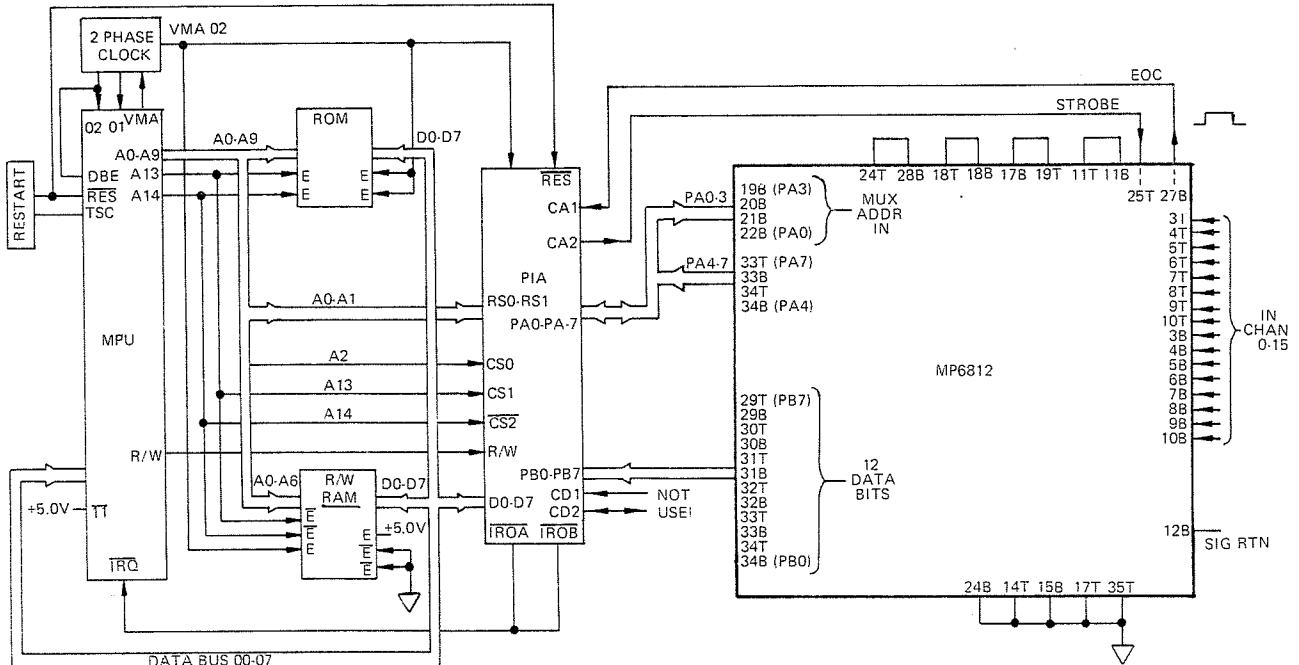 2 PHASE
CLOCK
VMA 02
EOC
STROBE
02 01 VMA
A0-A9
DBE
RES
TSC
A13
A14
RESTART
A0-A9
ROM
D0-D7
E
E
E
E
RES
CA1
CA2
PIA
RS0-RS1
PA0-PA-7
A0-A1
MPU
A2
CS0
A13
CS1
A14
CS2
R/W
R/W
A0-A6
R/W
RAM
D0-D7
D0-D7
PB0-PB7
CD1
CD2
NOT
USEI
+5.0V
TT
E
E
E
+5.0V
E
E
E
IRQ
IROA
IROB
DATA BUS 00-07
PA0-3
PA4-7
24T
28B
18T
18B
17B
19T
11T
11B
25T
27B
19B (PA3)
20B
21B
22B (PA0)
MUX
ADDR
IN
33T (PA7)
33B
34T
34B (PA4)
MP6812
29T (PB7)
29B
30T
30B
31T
31B
32T
32B
33T
33B
34T
34B (PB0)
12
DATA
BITS
3T
4T
5T
6T
7T
8T
9T
10T
3B
4B
5B
6B
7B
8B
9B
10B
IN
CHAN
0-15
12B
SIG RTN
24B
14T
15B
17T
35T